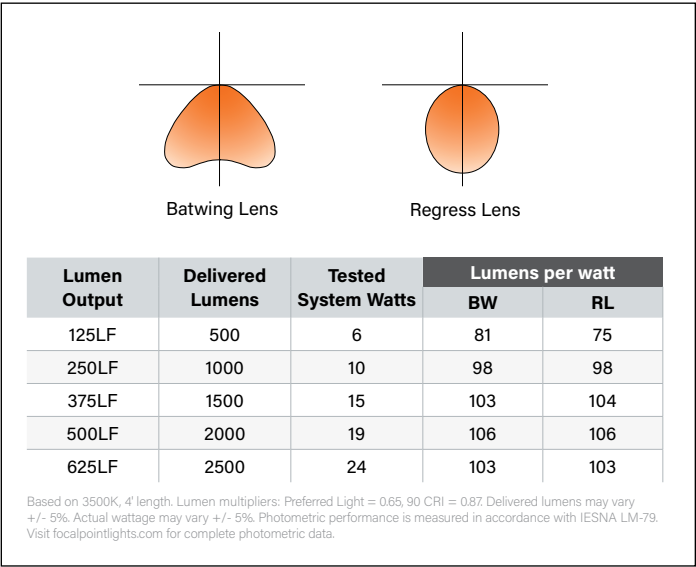 Batwing Lens
Regress Lens
Lumen Output
Delivered Lumens
Tested System Watts
Lumens per watt
BW
RL
125LF 500 6 81 75
250LF 1000 10 98 98
375LF 1500 15 103 104
500LF 2000 19 106 106
625LF 2500 24 103 103
Based on 3500K, 4' length. Lumen multipliers: Preferred Light = 0.65, 90 CRI = 0.87. Delivered lumens may vary
+/- 5%. Actual wattage may vary +/- 5%. Photometric performance is measured in accordance with IESNA LM-79.
Visit focalpointlights.com for complete photometric data.